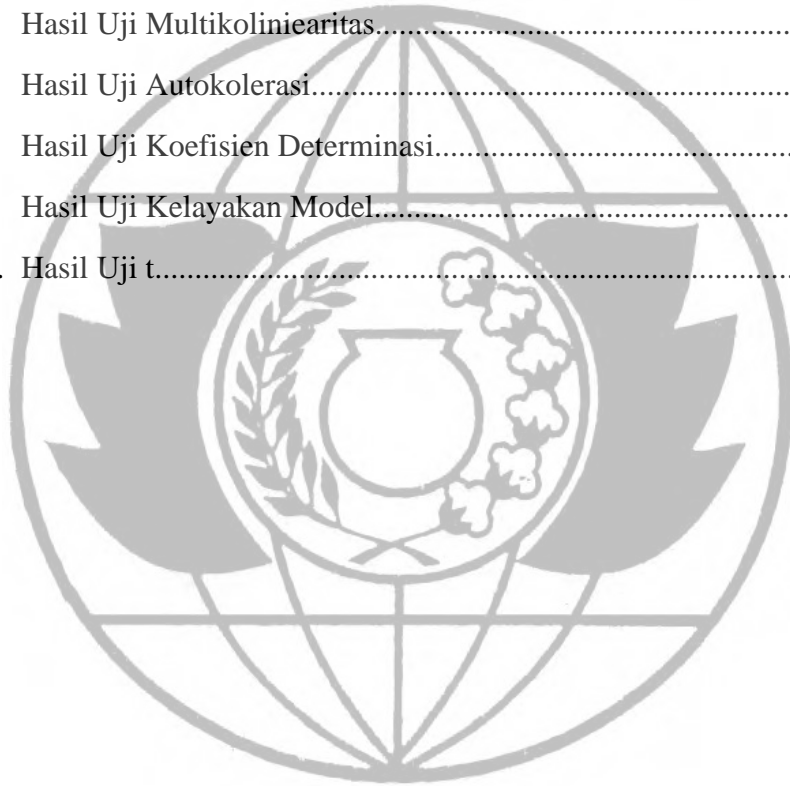 Hasil Uji Multikoliniearitas.......................................................
Hasil Uji Autokolerasi..................................................................
Hasil Uji Koefisien Determinasi.................................................
Hasil Uji Kelayakan Model..........................................................
. Hasil Uji t.......................................................................................